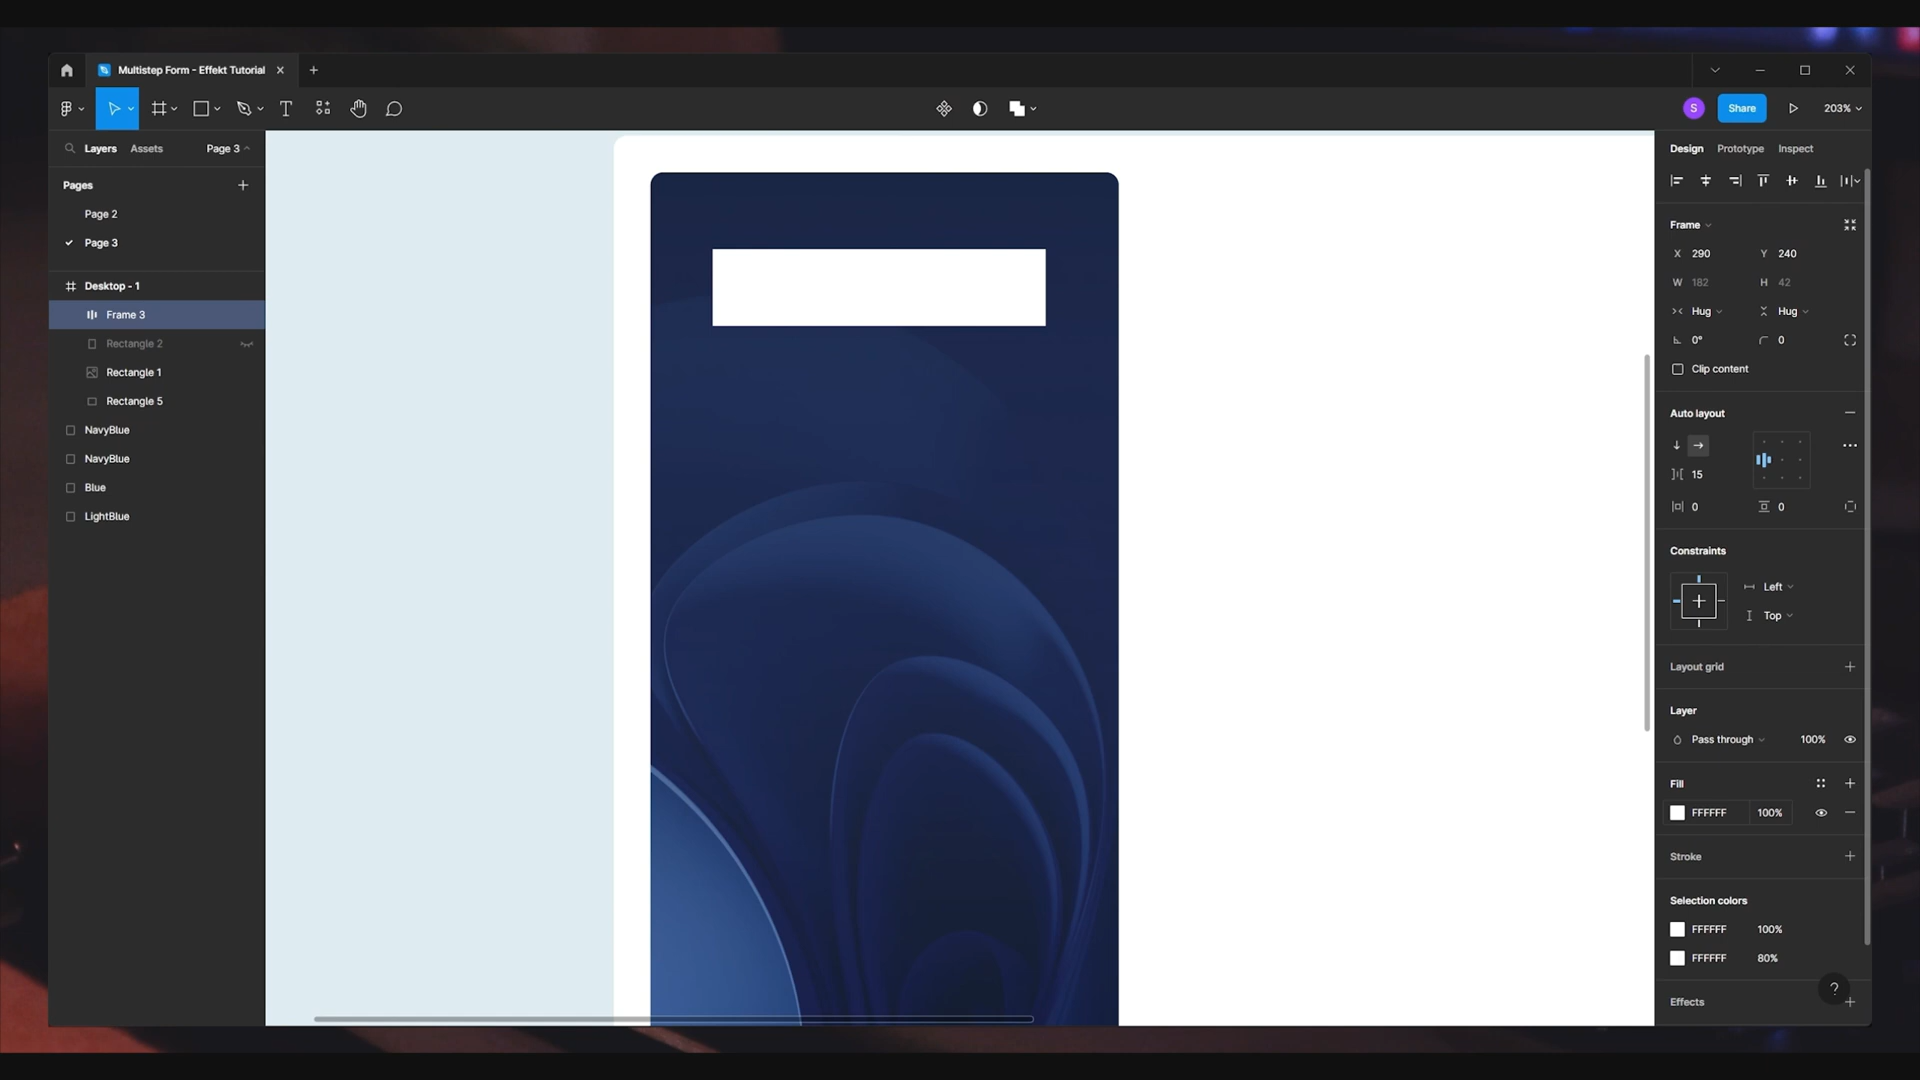 Multistep Form - Effekt Tutorial
S
Share
203%
Layers
Assets
Page 3
Pages
Page 2
Page 3
Desktop - 1
Frame 3
Rectangle 2
Rectangle 1
Rectangle 5
NavyBlue
NavyBlue
Blue
LightBlue
Design
Prototype
Inspect
Frame
X 290 Y 240
W 182 H 42
Hug Hug
0° 0
Clip content
Auto layout
15
0 0
Constraints
Left
Top
Layout grid
Layer
Pass through 100%
Fill
FFFFFF 100%
Stroke
Selection colors
FFFFFF 100%
FFFFFF 80%
Effects
?